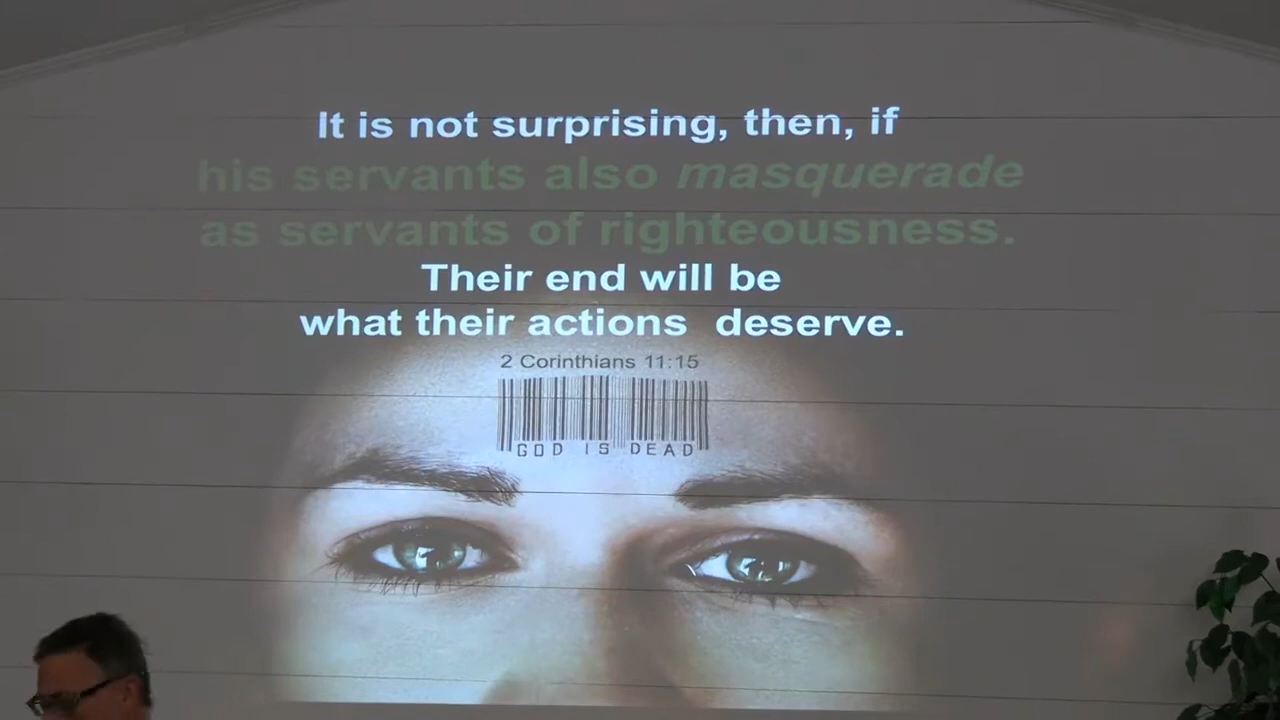 It is not surprising, then, if
his servants also masquerade
as servants of righteousness.
Their end will be
what their actions deserve.
2 Corinthians 11:15
GOD IS DEAD